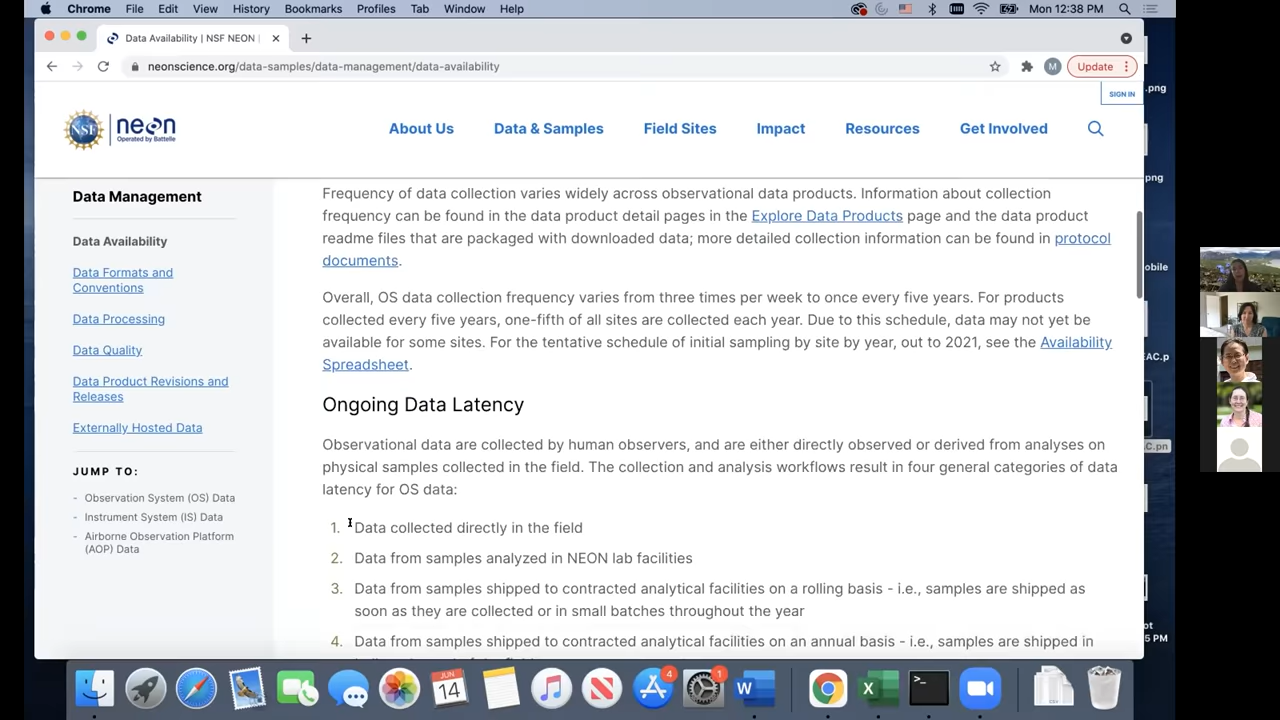 Chrome File Edit View History Bookmarks Profiles Tab Window Help Mon 12:38 PM
Data Availability | NSF NEON |
neonscience.org/data-samples/data-management/data-availability M Update
SIGN IN
NSF neon
Operated by Battelle
About Us Data & Samples Field Sites Impact Resources Get Involved
Data Management
Data Availability
Data Formats and
Conventions
Data Processing
Data Quality
Data Product Revisions and
Releases
Externally Hosted Data
JUMP TO:
- Observation System (OS) Data
- Instrument System (IS) Data
- Airborne Observation Platform
(AOP) Data
Frequency of data collection varies widely across observational data products. Information about collection
frequency can be found in the data product detail pages in the Explore Data Products page and the data product
readme files that are packaged with downloaded data; more detailed collection information can be found in protocol
documents.
Overall, OS data collection frequency varies from three times per week to once every five years. For products
collected every five years, one-fifth of all sites are collected each year. Due to this schedule, data may not yet be
available for some sites. For the tentative schedule of initial sampling by site by year, out to 2021, see the Availability
Spreadsheet.
Ongoing Data Latency
Observational data are collected by human observers, and are either directly observed or derived from analyses on
physical samples collected in the field. The collection and analysis workflows result in four general categories of data
latency for OS data:
1. Data collected directly in the field
2. Data from samples analyzed in NEON lab facilities
3. Data from samples shipped to contracted analytical facilities on a rolling basis - i.e., samples are shipped as
soon as they are collected or in small batches throughout the year
4. Data from samples shipped to contracted analytical facilities on an annual basis - i.e., samples are shipped in
.png
png
obile
EAC.p
AC.pn
ot
5 PM
JUN
14
4
1
W
X
>_